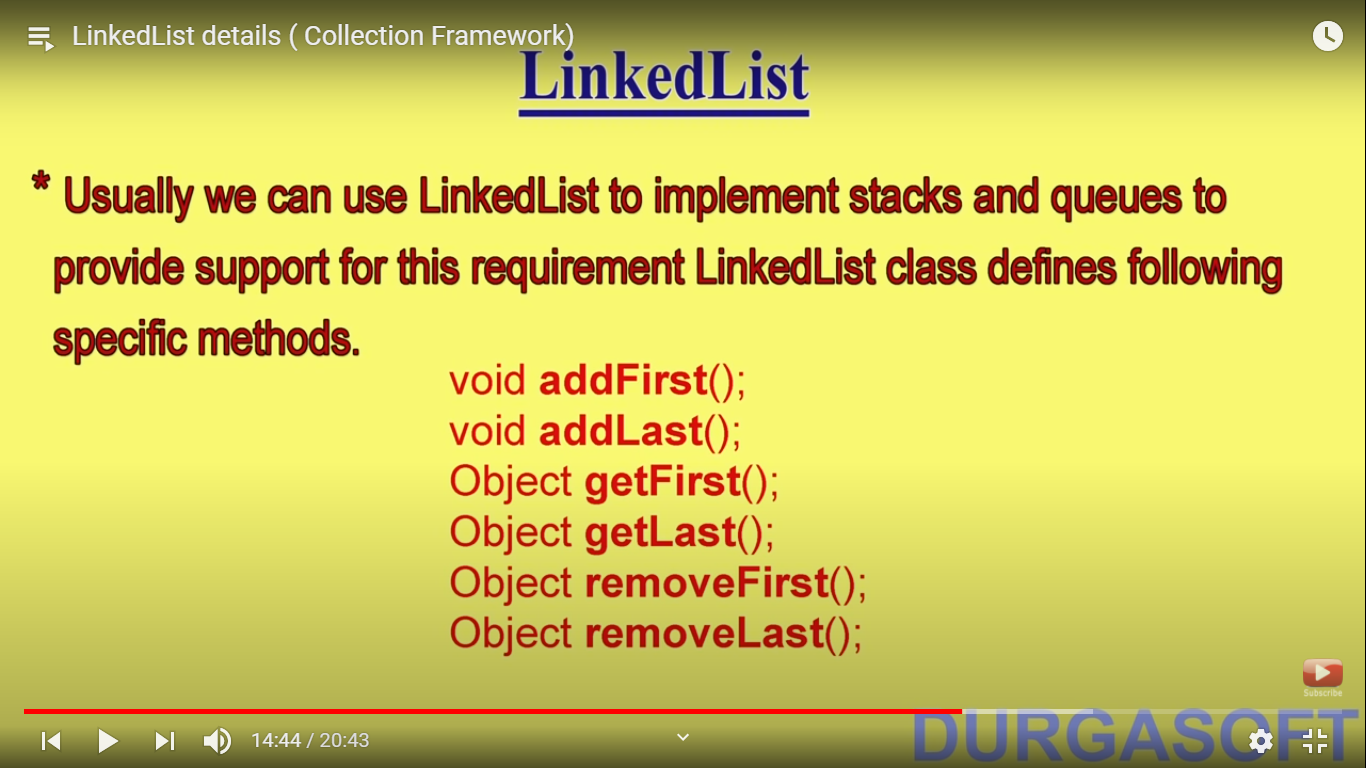 LinkedList details ( Collection Framework)
LinkedList
* Usually we can use LinkedList to implement stacks and queues to
provide support for this requirement LinkedList class defines following
specific methods.
void addFirst();
void addLast();
Object getFirst();
Object getLast();
Object removeFirst();
Object removeLast();
Subscribe
14:44 / 20:43
DURGASOFT